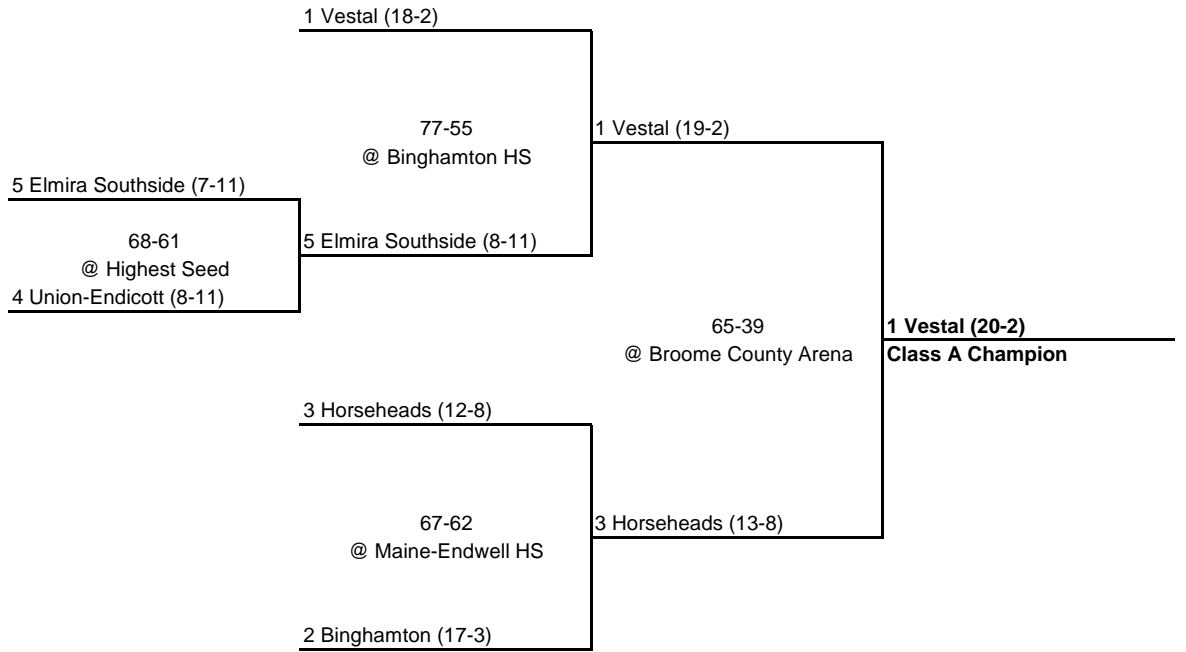 1 Vestal (18-2)
77-55
@ Binghamton HS
1 Vestal (19-2)
5 Elmira Southside (7-11)
68-61
@ Highest Seed
5 Elmira Southside (8-11)
4 Union-Endicott (8-11)
65-39
@ Broome County Arena
1 Vestal (20-2)
Class A Champion
3 Horseheads (12-8)
67-62
@ Maine-Endwell HS
3 Horseheads (13-8)
2 Binghamton (17-3)